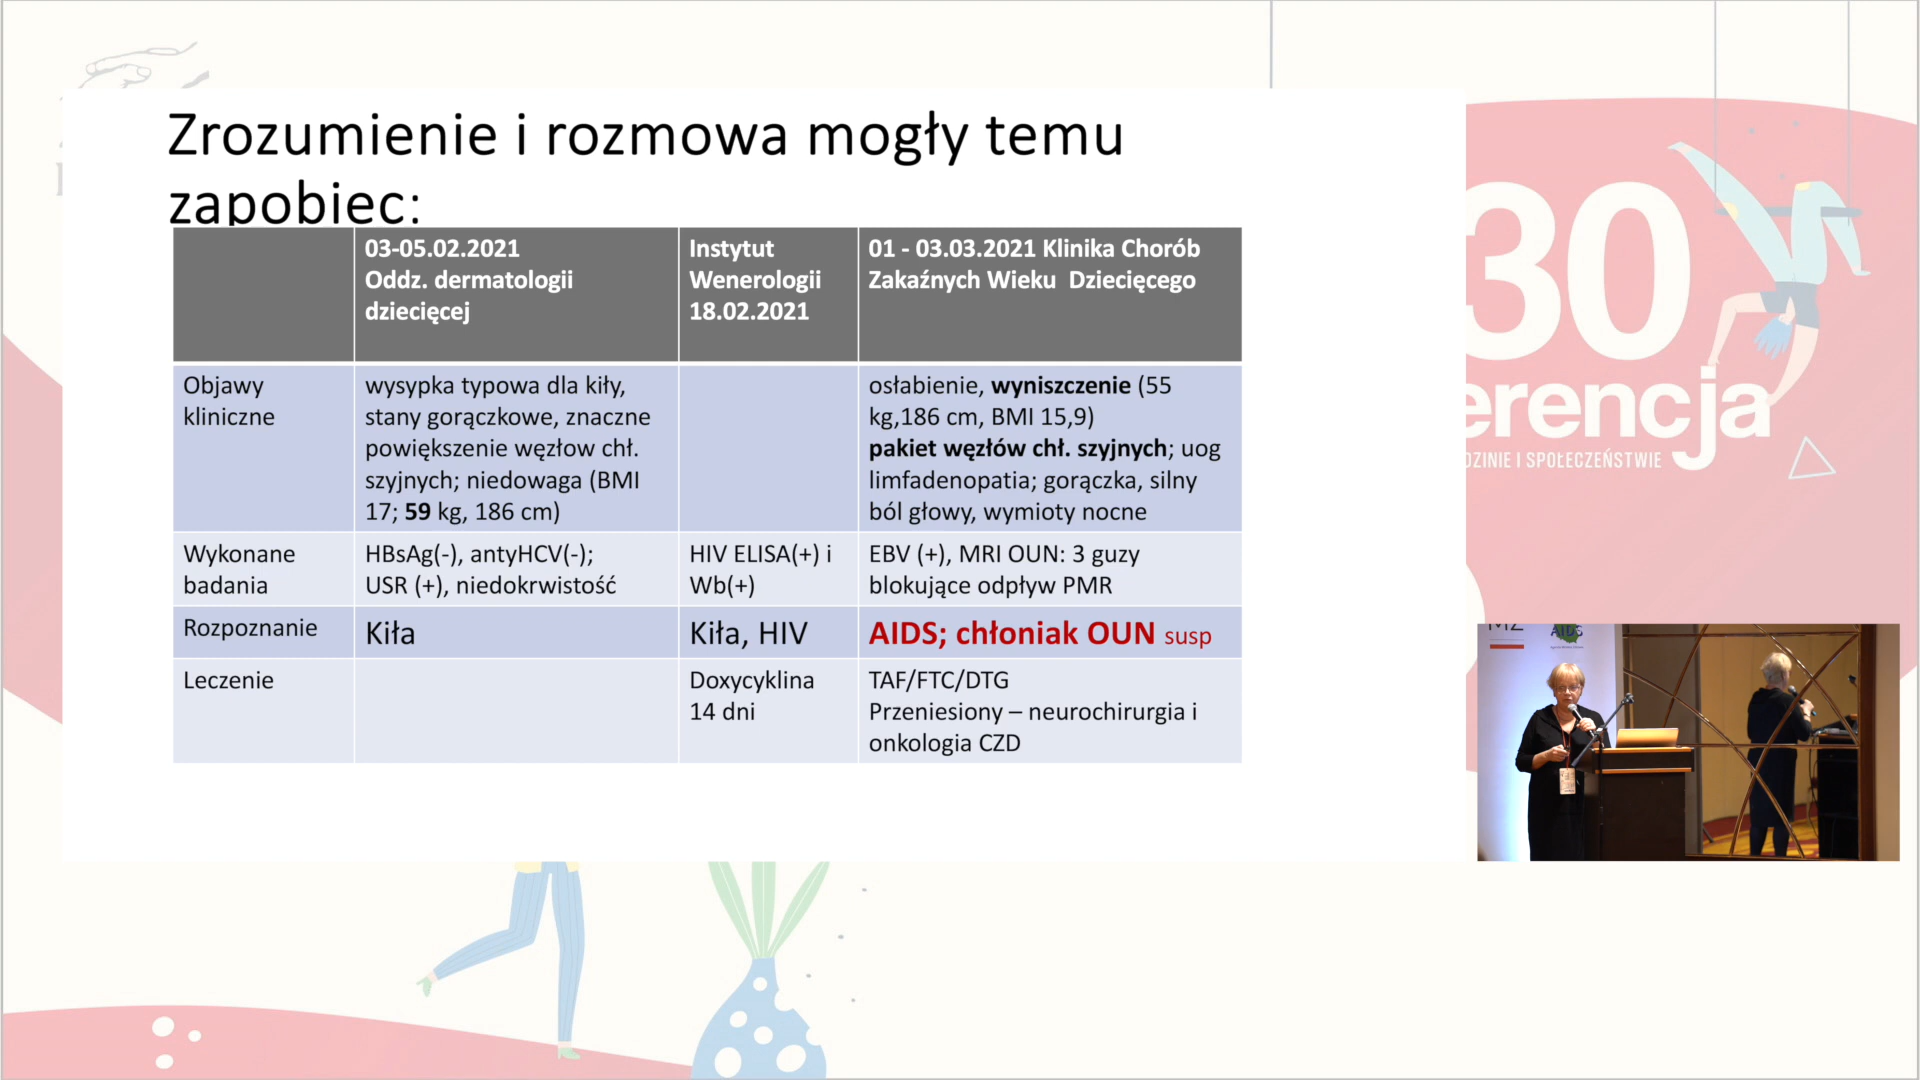 Zrozumienie i rozmowa mogły temu
zapobiec:
03-05.02.2021
Oddz. dermatologii
dziecięcej
Instytut
Wenerologii
18.02.2021
01 - 03.03.2021 Klinika Chorób
Zakaźnych Wieku Dziecięcego
Objawy
kliniczne
wysypka typowa dla kiły,
stany gorączkowe, znaczne
powiększenie węzłow chł.
szyjnych; niedowaga (BMI
17; 59 kg, 186 cm)
osłabienie, wyniszczenie (55
kg,186 cm, BMI 15,9)
pakiet węzłów chł. szyjnych; uog
limfadenopatia; gorączka, silny
ból głowy, wymioty nocne
Wykonane
badania
HBsAg(-), antyHCV(-);
USR (+), niedokrwistość
HIV ELISA(+) i
Wb(+)
EBV (+), MRI OUN: 3 guzy
blokujące odpływ PMR
Rozpoznanie
Kiła
Kiła, HIV
AIDS; chłoniak OUN susp
Leczenie
Doxycyklina
14 dni
TAF/FTC/DTG
Przeniesiony – neurochirurgia i
onkologia CZD
30
erencja
DZINIE I SPOŁECZEŃSTWIE
MZ
AIDS